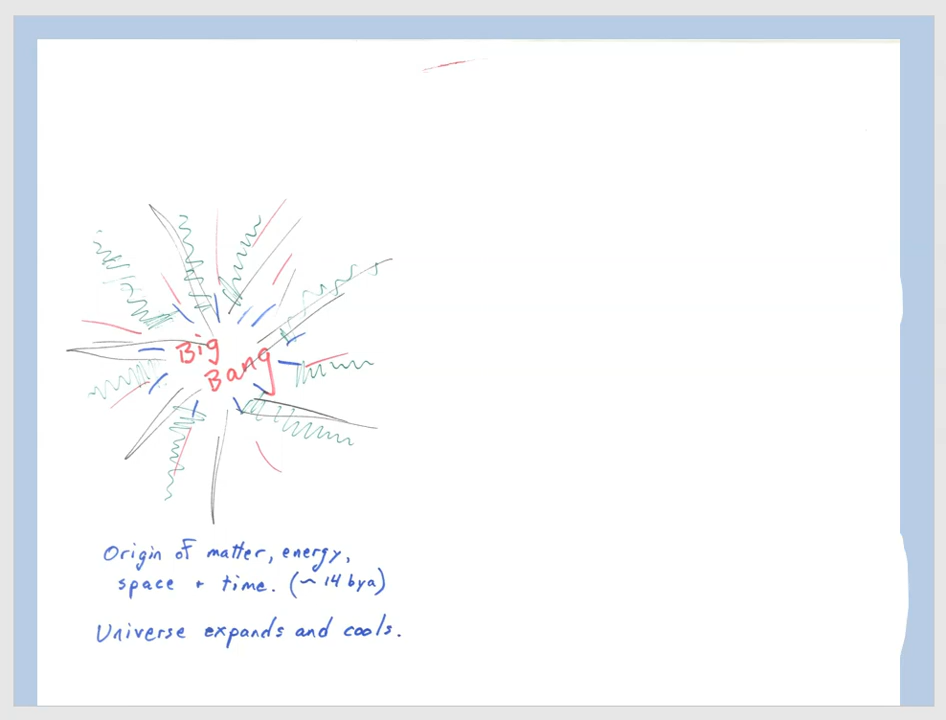 Big
Bang
Origin of matter, energy,
space + time. (~ 14 bya)
Universe expands and cools.